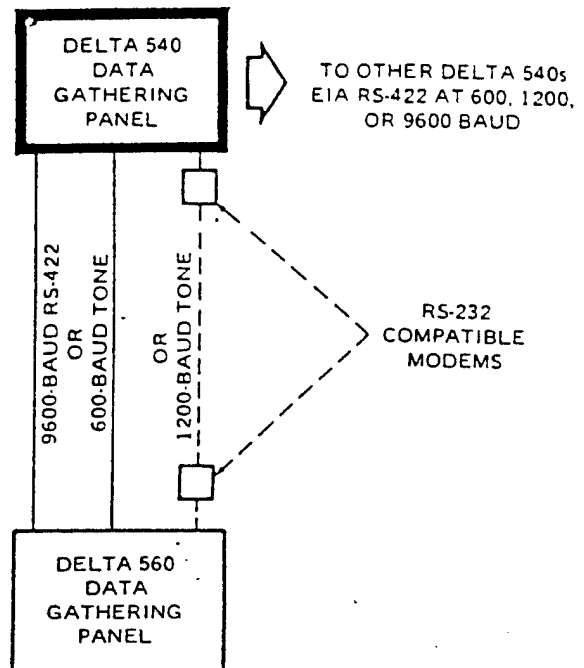 DELTA 540
DATA
GATHERING
PANEL
TO OTHER DELTA 540s
EIA RS-422 AT 600, 1200,
OR 9600 BAUD
9600-BAUD RS-422
OR
600-BAUD TONE
OR
1200-BAUD TONE
RS-232
COMPATIBLE
MODEMS
DELTA 560
DATA
GATHERING
PANEL